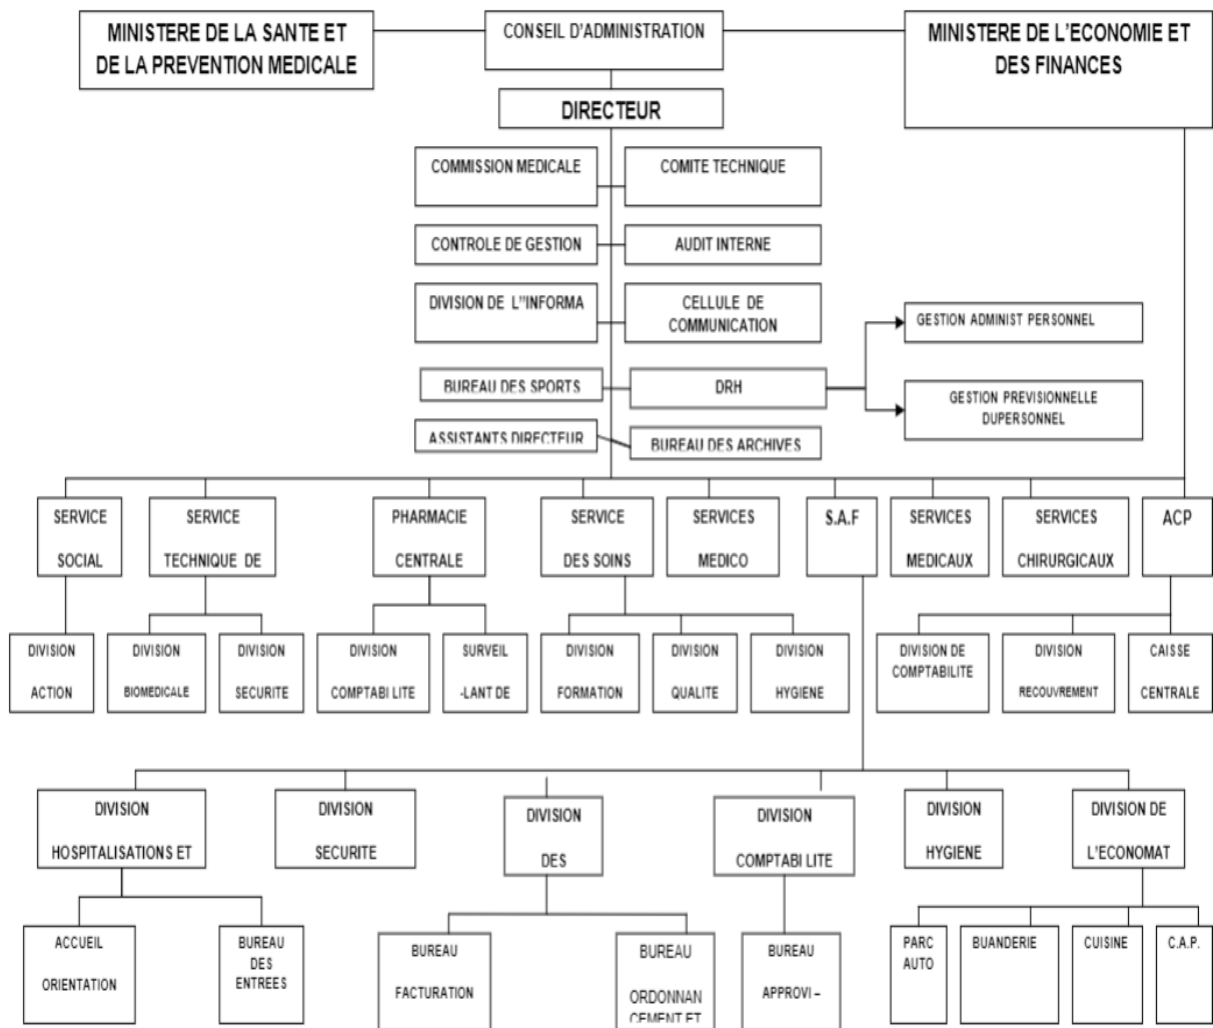 MINISTERE DE LA SANTE ET
DE LA PREVENTION MEDICALE
CONSEIL D'ADMINISTRATION
MINISTERE DE L'ECONOMIE ET
DES FINANCES
DIRECTEUR
COMMISSION MEDICALE
COMITE TECHNIQUE
CONTROLE DE GESTION
AUDIT INTERNE
DIVISION DE L''INFORMA
CELLULE DE
COMMUNICATION
GESTION ADMINIST PERSONNEL
BUREAU DES SPORTS
DRH
GESTION PREVISIONNELLE
DUPERSONNEL
ASSISTANTS DIRECTEUR
BUREAU DES ARCHIVES
SERVICE
SOCIAL
SERVICE
TECHNIQUE DE
PHARMACIE
CENTRALE
SERVICE
DES SOINS
SERVICES
MEDICO
S.A.F
SERVICES
MEDICAUX
SERVICES
CHIRURGICAUX
ACP
DIVISION
ACTION
DIVISION
BIOMEDICALE
DIVISION
SECURITE
DIVISION
COMPTABI LITE
SURVEIL
-LANT DE
DIVISION
FORMATION
DIVISION
QUALITE
DIVISION
HYGIENE
DIVISION DE
COMPTABILITE
DIVISION
RECOUVREMENT
CAISSE
CENTRALE
DIVISION
HOSPITALISATIONS ET
DIVISION
SECURITE
DIVISION
DES
DIVISION
COMPTABI LITE
DIVISION
HYGIENE
DIVISION DE
L'ECONOMAT
ACCUEIL
ORIENTATION
BUREAU
DES
ENTREES
BUREAU
FACTURATION
BUREAU
ORDONNAN
CEMENT ET
BUREAU
APPROVI –
PARC
AUTO
BUANDERIE
CUISINE
C.A.P.